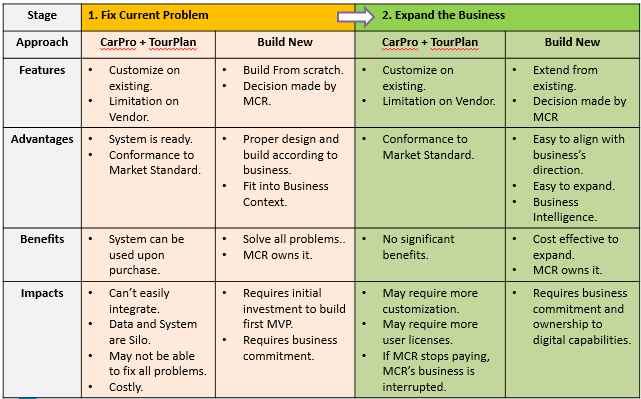 Stage
1. Fix Current Problem
2. Expand the Business
Approach
CarPro + TourPlan
Build New
CarPro + TourPlan
Build New
Features
• Customize on
existing.
• Limitation on
Vendor.
• Build From scratch.
• Decision made by
MCR.
• Customize on
existing.
• Limitation on Vendor.
• Extend from
existing.
• Decision made by
MCR
Advantages
• System is ready.
• Conformance to
Market Standard.
• Proper design and
build according to
business.
• Fit into Business
Context.
• Conformance to
Market Standard.
• Easy to align with
business's
direction.
• Easy to expand.
• Business
Intelligence.
Benefits
• System can be
used upon
purchase.
• Solve all problems..
• MCR owns it.
• No significant
benefits.
• Cost effective to
expand.
• MCR owns it.
Impacts
• Can't easily
integrate.
• Data and System
are Silo.
• May not be able
to fix all problems.
• Costly.
• Requires initial
investment to build
first MVP.
• Requires business
commitment.
• May require more
customization.
• May require more
user licenses.
• If MCR stops paying,
MCR's business is
interrupted.
• Requires business
commitment and
ownership to
digital capabilities.